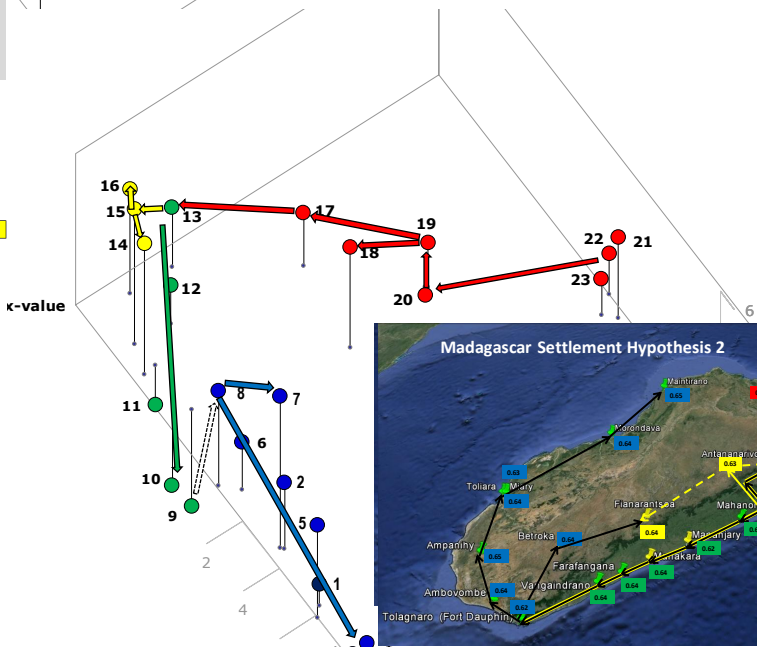 16
15
14
13
17
18
19
20
22
21
23
12
x-value
11
10
9
8
7
6
2
5
1
2
4
6
Madagascar Settlement Hypothesis 2
Maintirano
0.65
Morondava
0.64
Antananarivo
0.63
0.63
Toliara
Miary
0.64
Fianarantsoa
0.64
Mahanor
Betroka
0.64
Mananjary
0.62
Ampanihy
0.65
Manakara
0.64
Farafangana
0.64
Vangaindrano
0.64
Ambovombe
0.64
0.62
Tolagnaro (Fort Dauphin)